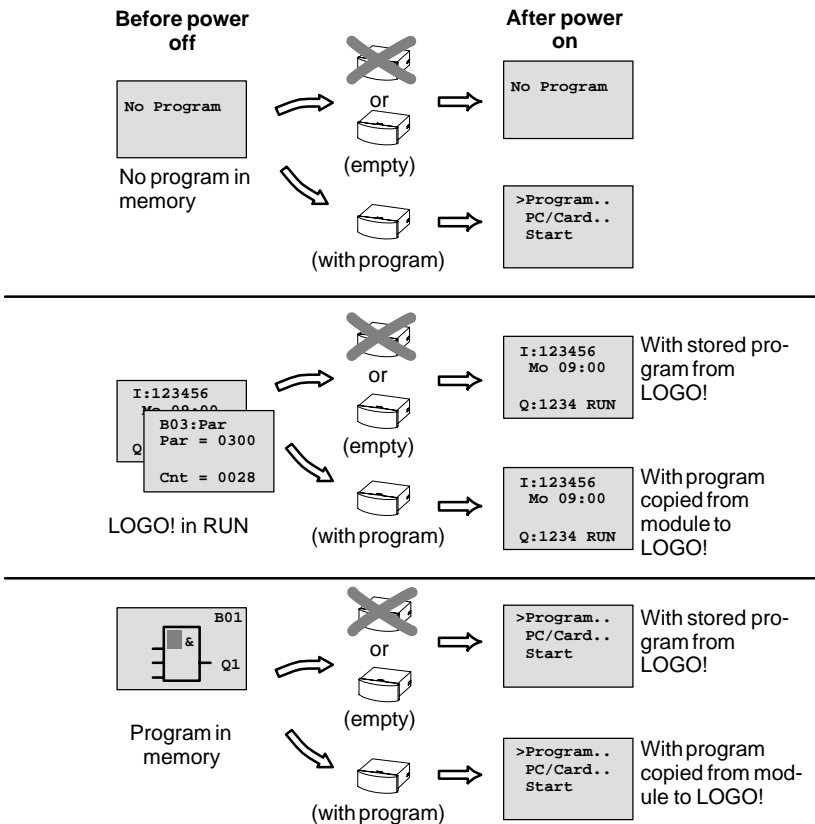 Before power
off
After power
on
No Program
No program in
memory
or
(empty)
(with program)
No Program
>Program..
PC/Card..
Start
I:123456
Mo 09:00
Q
B03:Par
Par = 0300
Cnt = 0028
LOGO! in RUN
or
(empty)
(with program)
I:123456
Mo 09:00
Q:1234 RUN
With stored pro-
gram from
LOGO!
I:123456
Mo 09:00
Q:1234 RUN
With program
copied from
module to
LOGO!
B01
&
Q1
Program in
memory
or
(empty)
(with program)
>Program..
PC/Card..
Start
With stored pro-
gram from
LOGO!
>Program..
PC/Card..
Start
With program
copied from mod-
ule to LOGO!